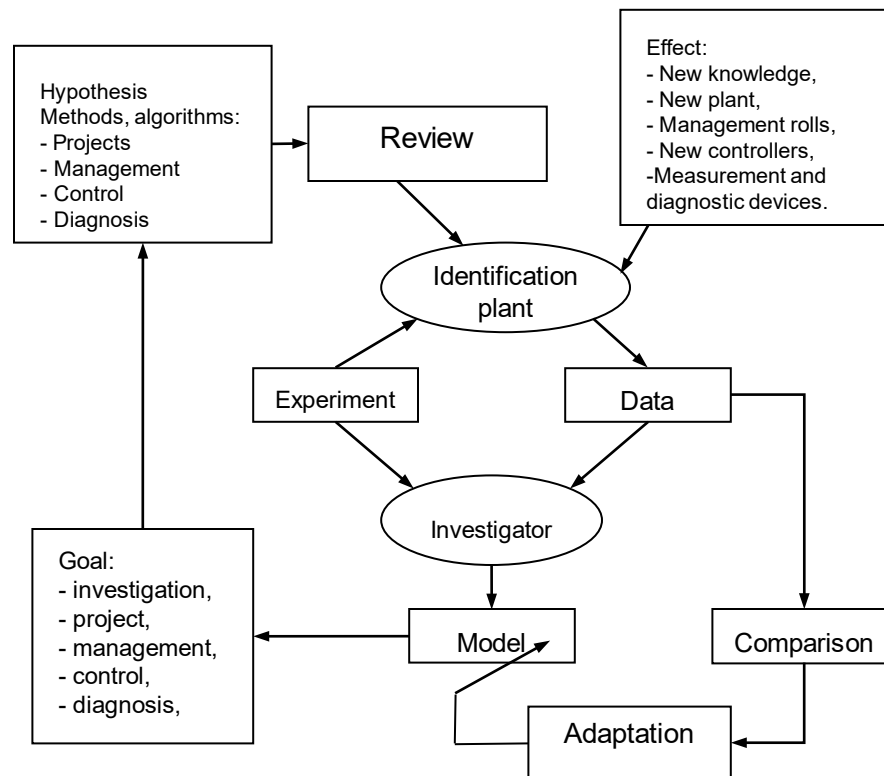 Hypothesis
Methods, algorithms:
- Projects
- Management
- Control
- Diagnosis
Review
Effect:
- New knowledge,
- New plant,
- Management rolls,
- New controllers,
-Measurement and
diagnostic devices.
Identification
plant
Experiment
Data
Investigator
Goal:
- investigation,
- project,
- management,
- control,
- diagnosis,
Model
Comparison
Adaptation